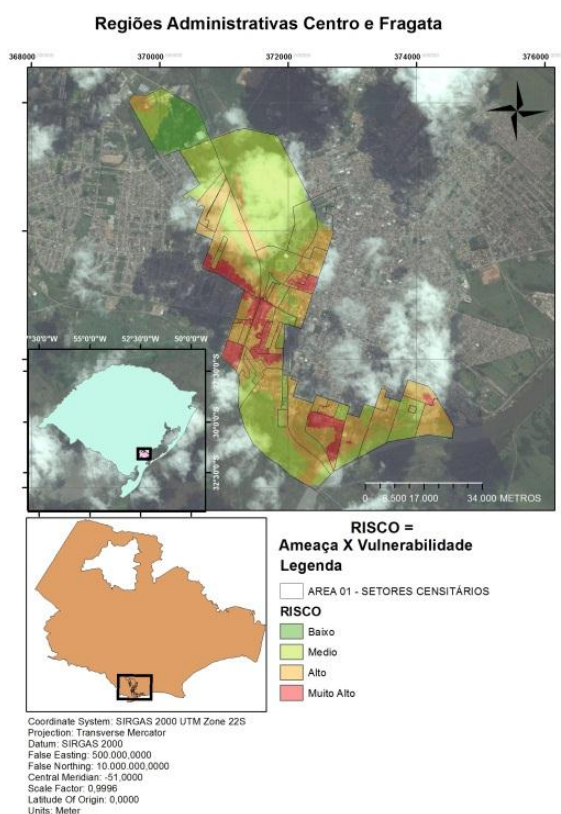 Regiões Administrativas Centro e Fragata
368000 370000 372000 374000 376000
55°0'0"W 52°30'0"W 50°0'0"W
30°0'0"S
32°30'0"S
0 8.500 17.000 34.000 METROS
RISCO =
Ameaça X Vulnerabilidade
Legenda
AREA 01 - SETORES CENSITÁRIOS
RISCO
Baixo
Medio
Alto
Muito Alto
Coordinate System: SIRGAS 2000 UTM Zone 22S
Projection: Transverse Mercator
Datum: SIRGAS 2000
False Easting: 500.000,0000
False Northing: 10.000.000,0000
Central Meridian: -51,0000
Scale Factor: 0,9996
Latitude Of Origin: 0,0000
Units: Meter